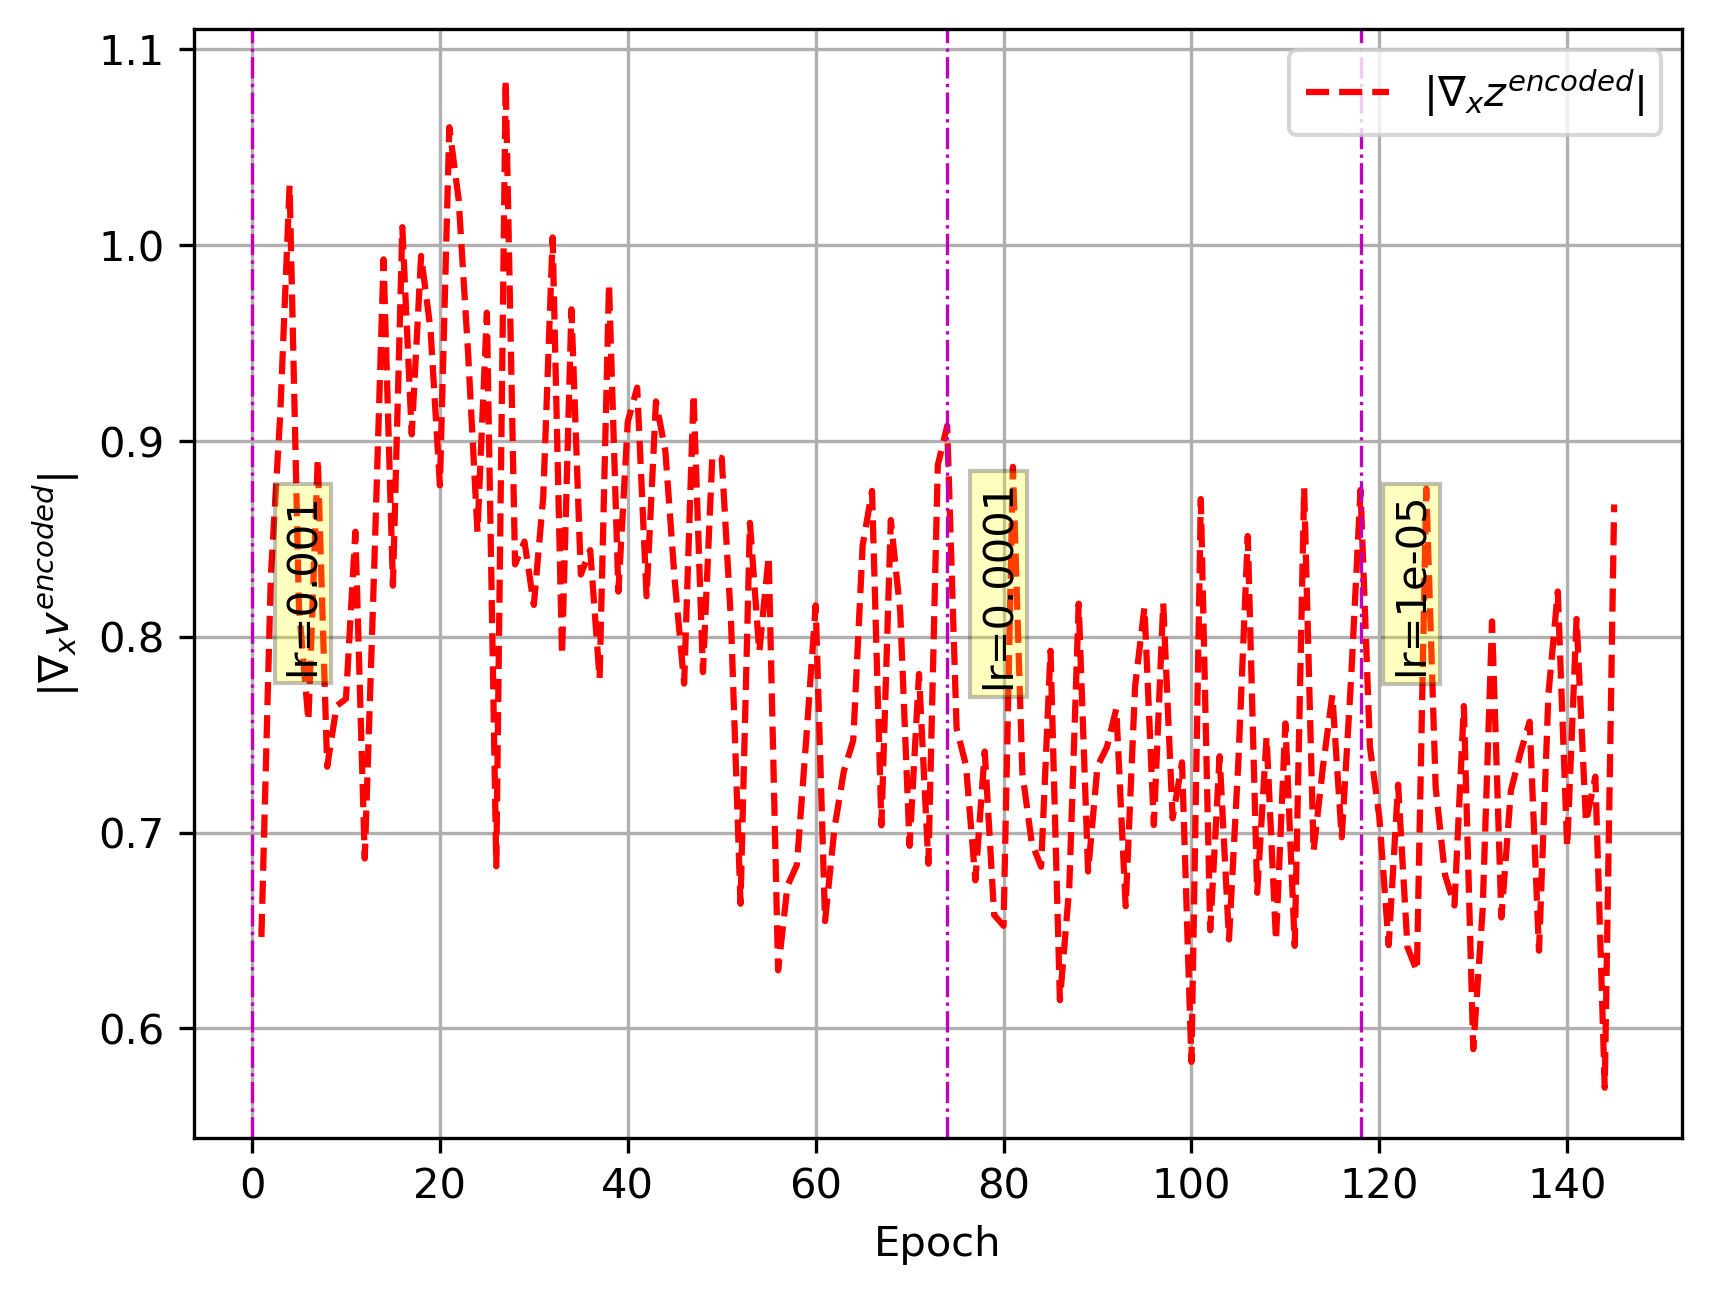 |∇ₓz^{encoded}|
|∇ₓv^{encoded}|
1.1
1.0
0.9
0.8
0.7
0.6
lr=0.001
lr=0.0001
lr=1e-05
0 20 40 60 80 100 120 140
Epoch